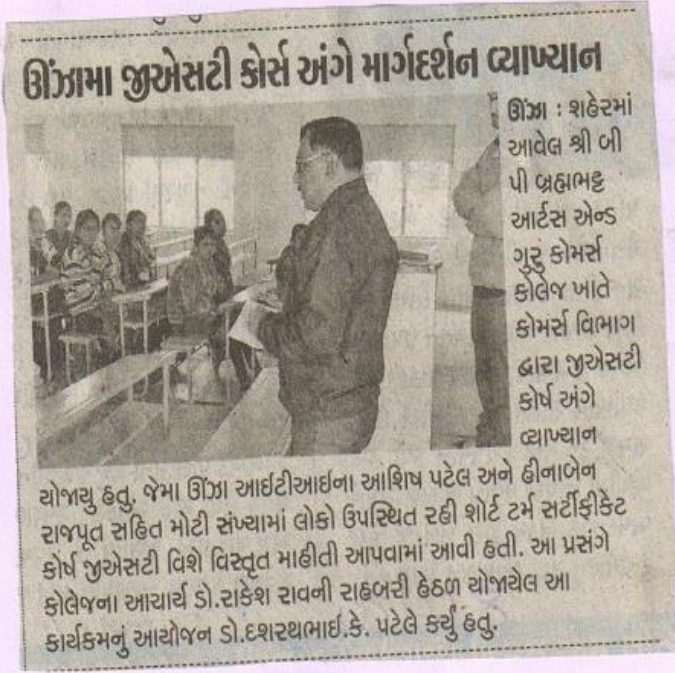 ઊંઝામા જીએસટી કોર્સ અંગે માર્ગદર્શન વ્યાખ્યાન
ઊંઝા : શહેરમાં
આવેલ શ્રી બી
પી બ્રહ્મભટ્ટ
આર્ટસ એન્ડ
ગુરું કોમર્સ
કોલેજ ખાતે
કોમર્સ વિભાગ
દ્વારા જીએસટી
કોર્ષ અંગે
વ્યાખ્યાન
યોજાયુ હતુ. જેમા ઊંઝા આઈટીઆઈના આશિષ પટેલ અને હીનાબેન
રાજપૂત સહિત મોટી સંખ્યામાં લોકો ઉપસ્થિત રહી શોર્ટ ટર્મ સર્ટીફીકેટ
કોર્ષ જીએસટી વિશે વિસ્તૃત માહીતી આપવામાં આવી હતી. આ પ્રસંગે
કોલેજના આચાર્ય ડો.રાકેશ રાવની રાહબરી હેઠળ યોજાયેલ આ
કાર્યકમનું આયોજન ડો.દશરથભાઈ.કે. પટેલે કર્યું હતુ.